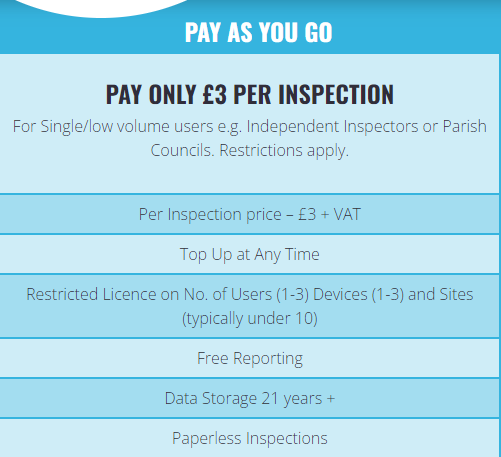 PAY AS YOU GO
PAY ONLY £3 PER INSPECTION
For Single/low volume users e.g. Independent Inspectors or Parish
Councils. Restrictions apply.
Per Inspection price – £3 + VAT
Top Up at Any Time
Restricted Licence on No. of Users (1-3) Devices (1-3) and Sites
(typically under 10)
Free Reporting
Data Storage 21 years +
Paperless Inspections